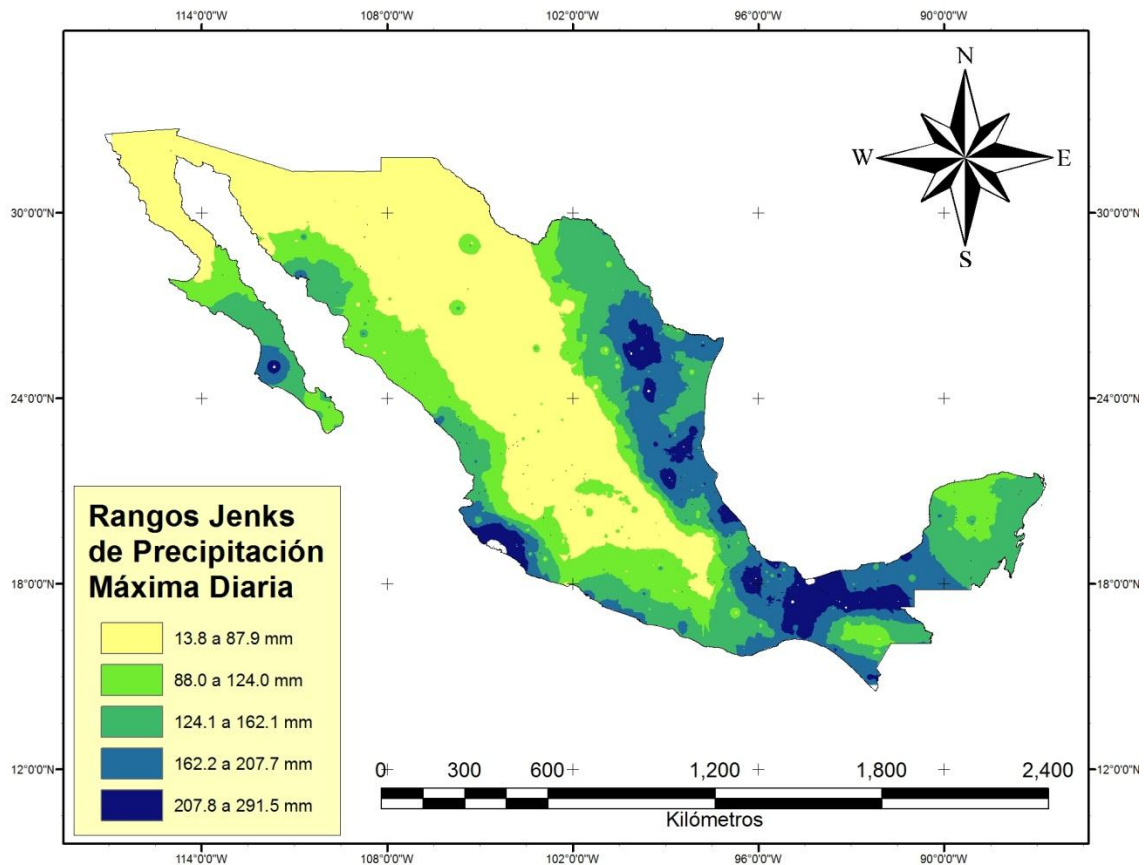 114°0'0"W 108°0'0"W 102°0'0"W 96°0'0"W 90°0'0"W
N
W E
S
30°0'0"N 30°0'0"N
24°0'0"N 24°0'0"N
18°0'0"N 18°0'0"N
12°0'0"N 12°0'0"N
Rangos Jenks
de Precipitación
Máxima Diaria
13.8 a 87.9 mm
88.0 a 124.0 mm
124.1 a 162.1 mm
162.2 a 207.7 mm
207.8 a 291.5 mm
0 300 600 1,200 1,800 2,400
Kilómetros
114°0'0"W 108°0'0"W 102°0'0"W 96°0'0"W 90°0'0"W